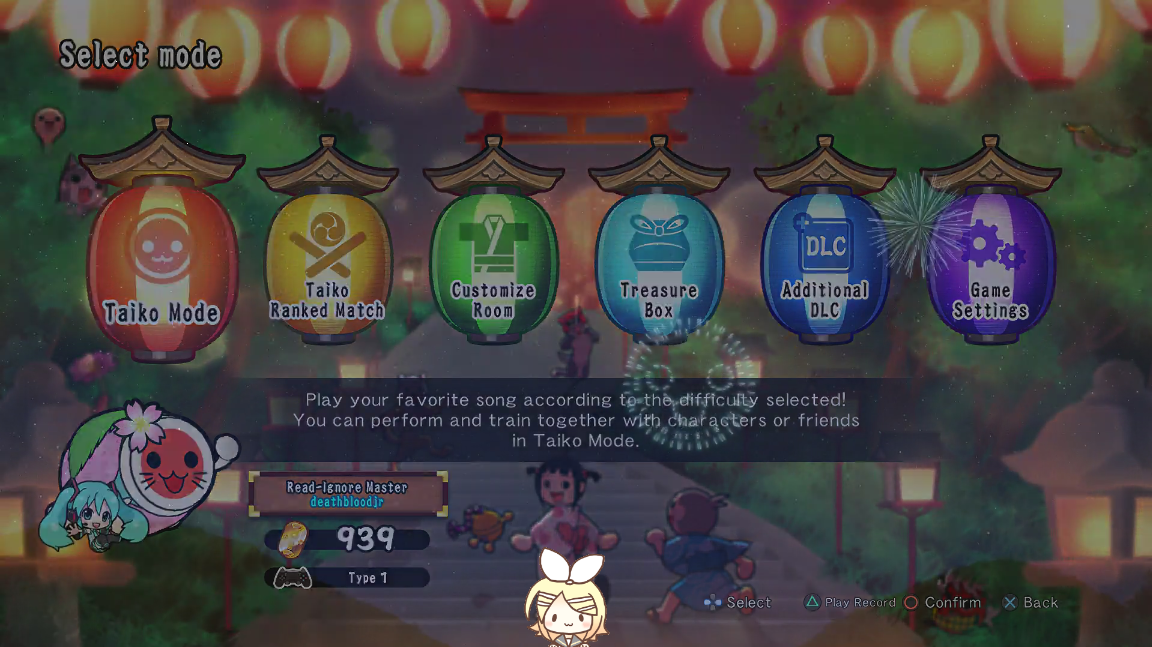 Select mode
Taiko Mode
Taiko
Ranked Match
Customize
Room
Treasure
Box
DLC
Additional
DLC
Game
Settings
Play your favorite song according to the difficulty selected!
You can perform and train together with characters or friends
in Taiko Mode.
Read-Ignore Master
deathbloodjr
939
Type 1
Select
Play Record
Confirm
Back